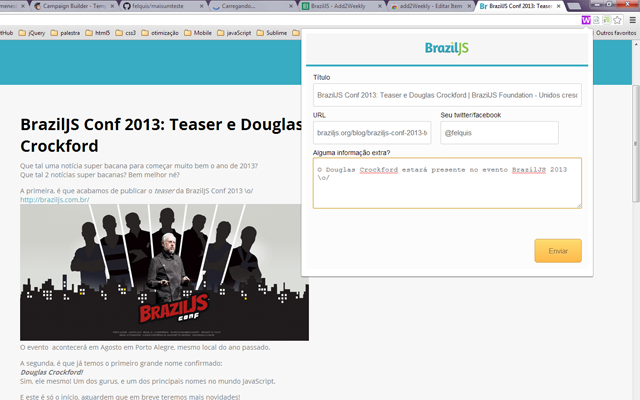 Campaign Builder - Tem
felquis/maisumteste
Carregando...
BrazilJS - Add2Weekly
add2Weekly - Editar Item
BrazilJS Conf 2013: Tease
jQuery
palestra
html5
css3
otimização
Mobile
JavaScript
Sublime
BrazilJS
Título
BrazilJS Conf 2013: Teaser e Douglas Crockford | BrazilJS Foundation - Unidos cresc
URL
Seu twitter/facebook
braziljs.org/blog/braziljs-conf-2013-t
@felquis
Alguma informação extra?
O Douglas Crockford estará presente no evento BrazilJS 2013
\o/
Enviar
BrazilJS Conf 2013: Teaser e Douglas
Crockford
Que tal uma notícia super bacana para começar muito bem o ano de 2013?
Que tal 2 notícias super bacanas? Bem melhor né?
A primeira, é que acabamos de publicar o teaser da BrazilJS Conf 2013 \o/
http://braziljs.com.br/
BRAZILJS
CONF
O evento acontecerá em Agosto em Porto Alegre, mesmo local do ano passado.
A segunda, é que já temos o primeiro grande nome confirmado:
Douglas Crockford!
Sim, ele mesmo! Um dos gurus, e um dos principais nomes no mundo JavaScript.
E este é só o início, aguardem que em breve teremos mais novidades!